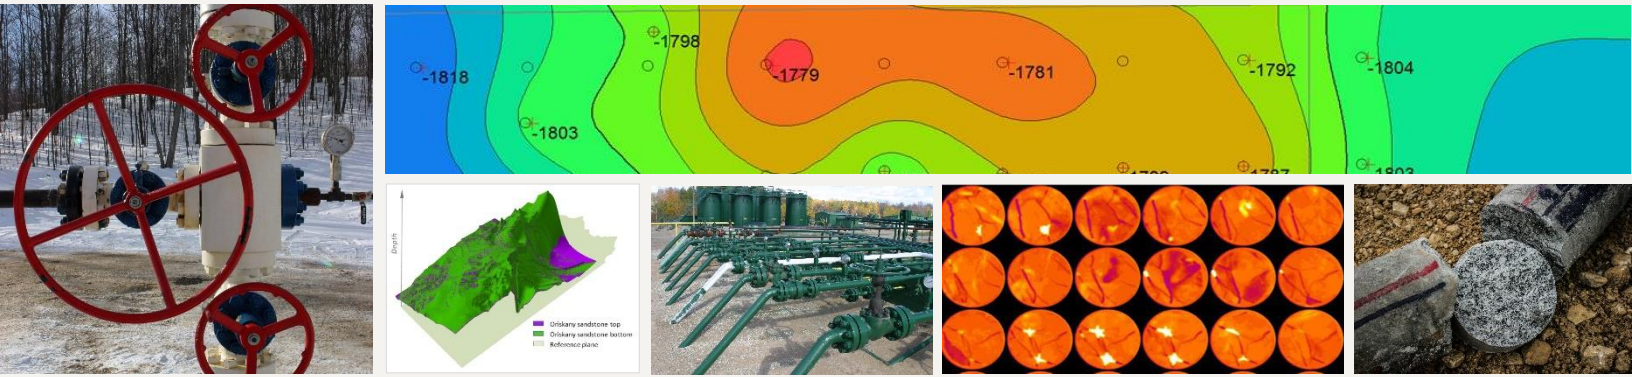 -1798
-1818
-1779
-1781
-1792
-1804
-1803
Depth
Oriskany sandstone top
Oriskany sandstone bottom
Reference plane